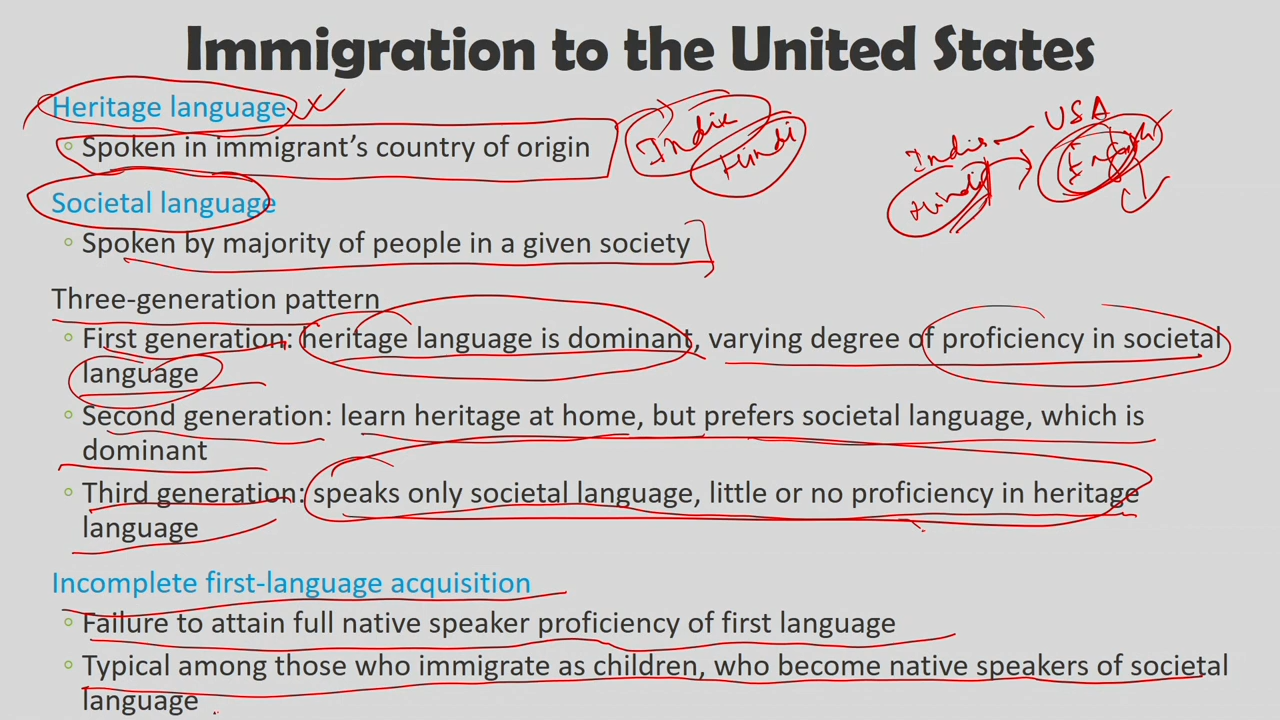 Immigration to the United States
Heritage language
Spoken in immigrant's country of origin
India
Hindi
India
USA
Hindi
English
Societal language
Spoken by majority of people in a given society
Three-generation pattern
First generation: heritage language is dominant, varying degree of proficiency in societal
language
Second generation: learn heritage at home, but prefers societal language, which is
dominant
Third generation: speaks only societal language, little or no proficiency in heritage
language
Incomplete first-language acquisition
Failure to attain full native speaker proficiency of first language
Typical among those who immigrate as children, who become native speakers of societal
language